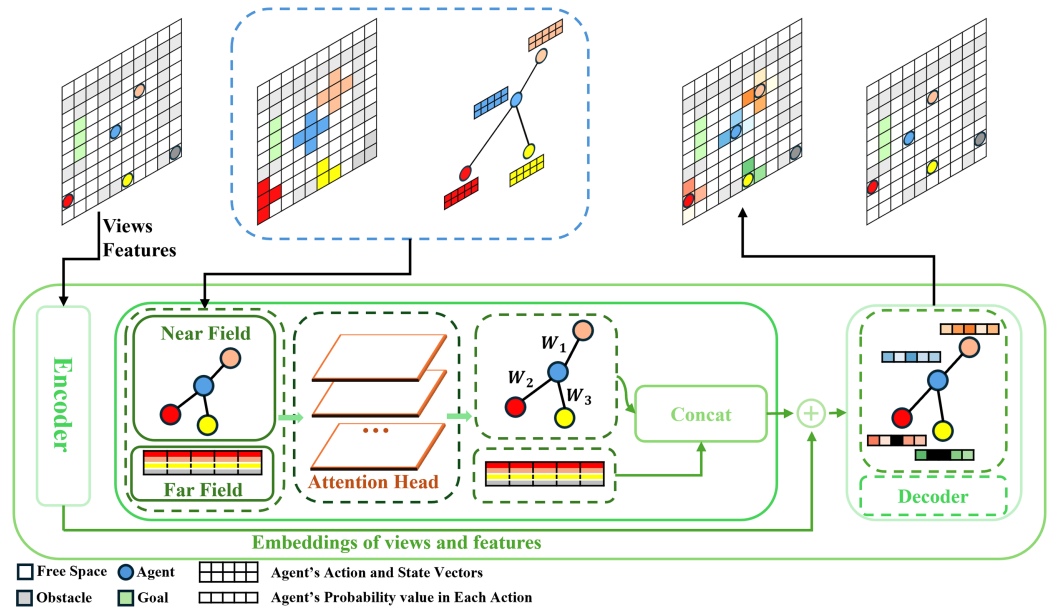 Views
Features
Encoder
Near Field
Far Field
Attention Head
W1
W2
W3
Concat
Decoder
Embeddings of views and features
Free Space
Agent
Agent's Action and State Vectors
Obstacle
Goal
Agent's Probability value in Each Action